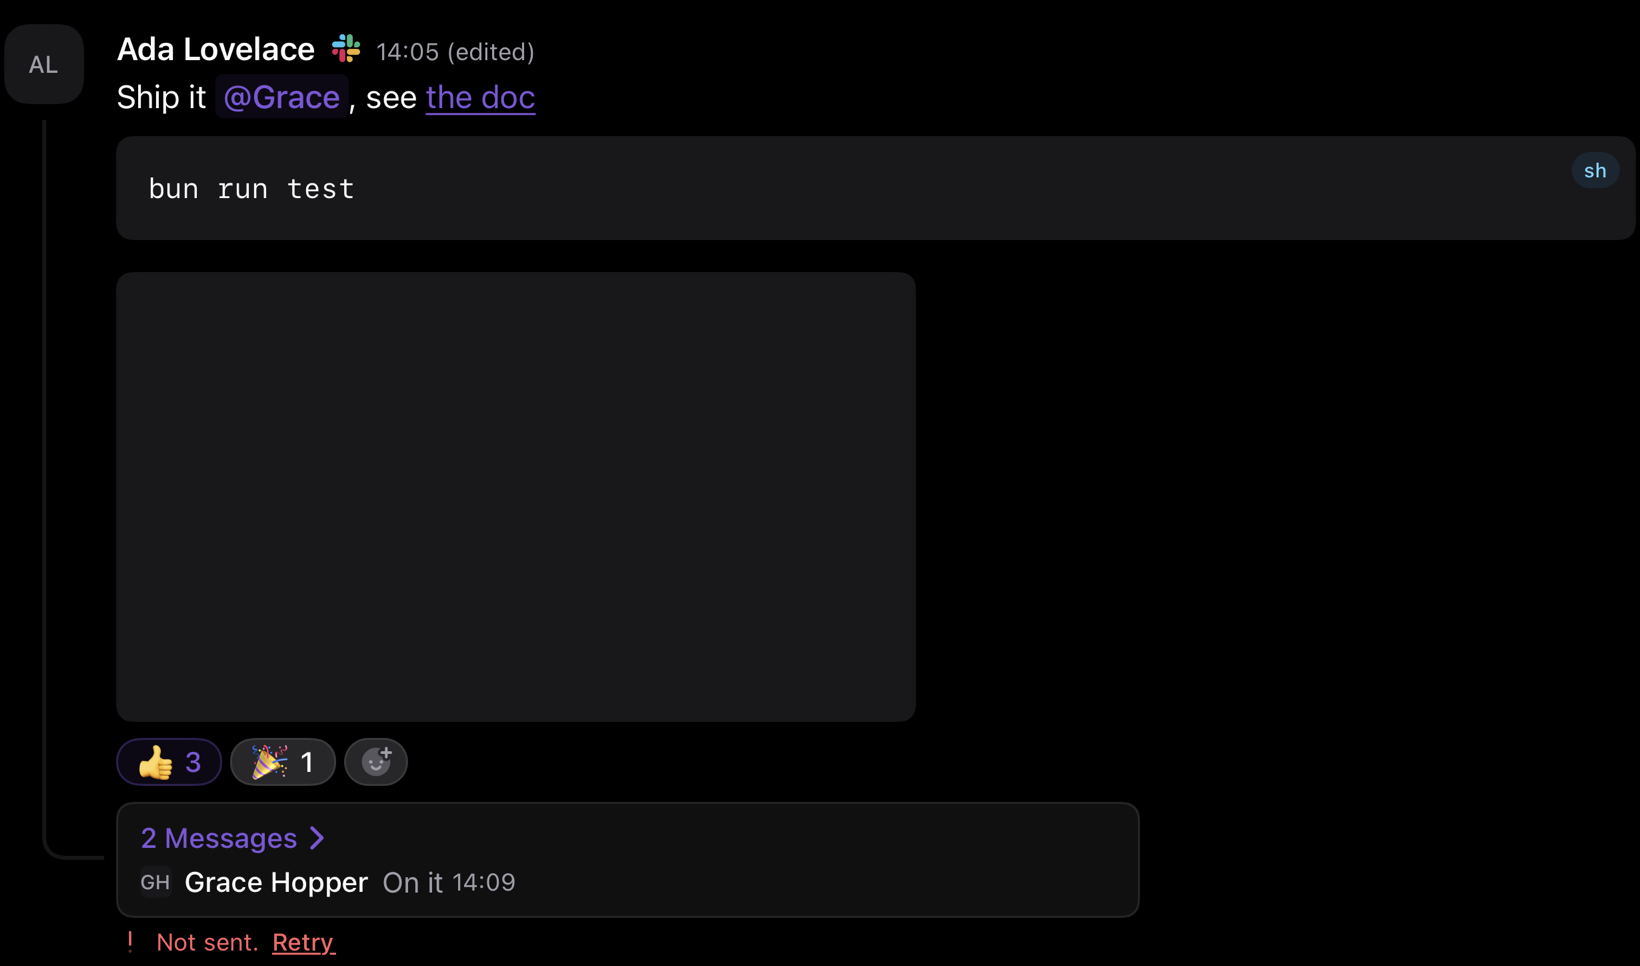 AL
Ada Lovelace 14:05 (edited)
Ship it @Grace, see the doc
sh
bun run test
👍 3 🎉 1
2 Messages
GH Grace Hopper On it 14:09
! Not sent. Retry